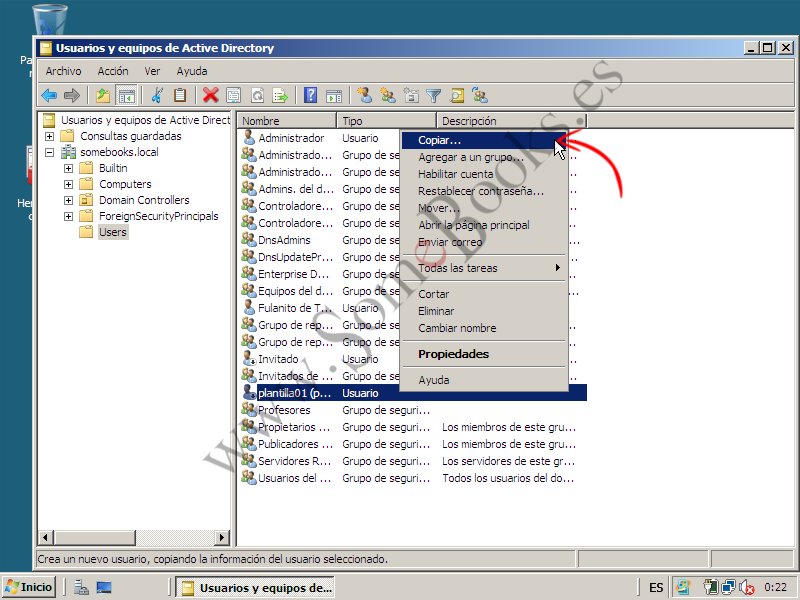 Pa
Usuarios y equipos de Active Directory
Archivo Acción Ver Ayuda
Usuarios y equipos de Active Direct
Consultas guardadas
somebooks.local
Builtin
Computers
Domain Controllers
ForeignSecurityPrincipals
Users
Nombre Tipo Descripción
Administrador Usuario
Administrado... Grupo de se
Administrado... Grupo de se
Admins. del d... Grupo de se
Controladore... Grupo de se
Controladore... Grupo de se
DnsAdmins Grupo de se
DnsUpdatePr... Grupo de se
Enterprise D... Grupo de se
Equipos del d... Grupo de se
Fulanito de T... Usuario
Grupo de rep... Grupo de se
Grupo de rep... Grupo de se
Invitado Usuario
Invitados de ... Grupo de se
plantilla01 (p... Usuario
Profesores Grupo de seguri...
Propietarios ... Grupo de seguri... Los miembros de este gru...
Publicadores ... Grupo de seguri... Los miembros de este gru...
Servidores R... Grupo de seguri... Los servidores de este gr...
Usuarios del ... Grupo de seguri... Todos los usuarios del do...
Copiar...
Agregar a un grupo...
Habilitar cuenta
Restablecer contraseña...
Mover...
Abrir la página principal
Enviar correo
Todas las tareas
Cortar
Eliminar
Cambiar nombre
Propiedades
Ayuda
www.SomeBooks.es
Crea un nuevo usuario, copiando la información del usuario seleccionado.
Inicio
Usuarios y equipos de...
ES
0:22